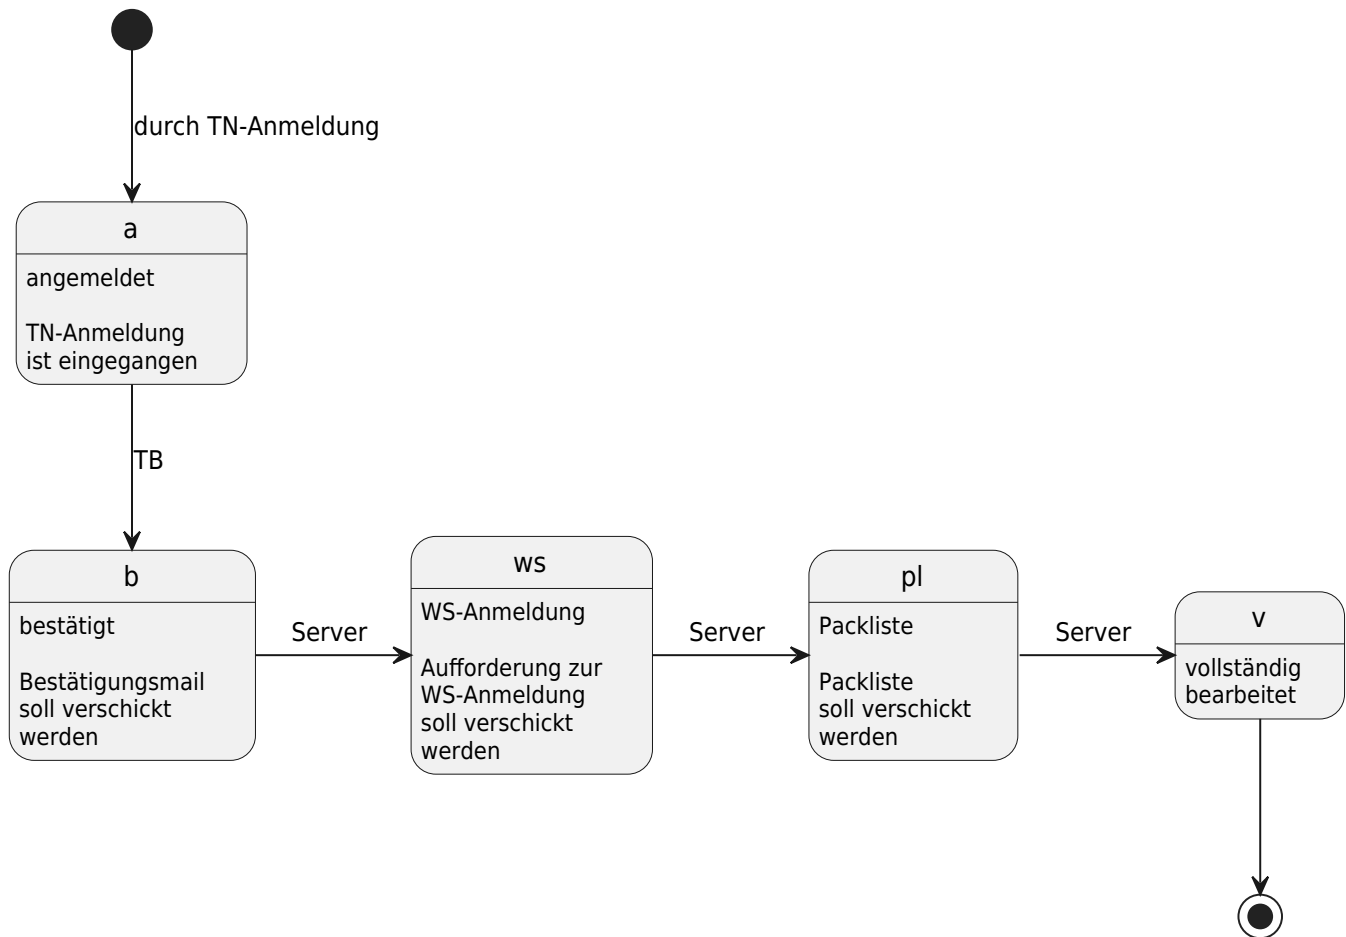 durch TN-Anmeldung
a
angemeldet
TN-Anmeldung
ist eingegangen
TB
b
bestätigt
Bestätigungsmail
soll verschickt
werden
Server
ws
WS-Anmeldung
Aufforderung zur
WS-Anmeldung
soll verschickt
werden
Server
pl
Packliste
Packliste
soll verschickt
werden
Server
v
vollständig
bearbeitet